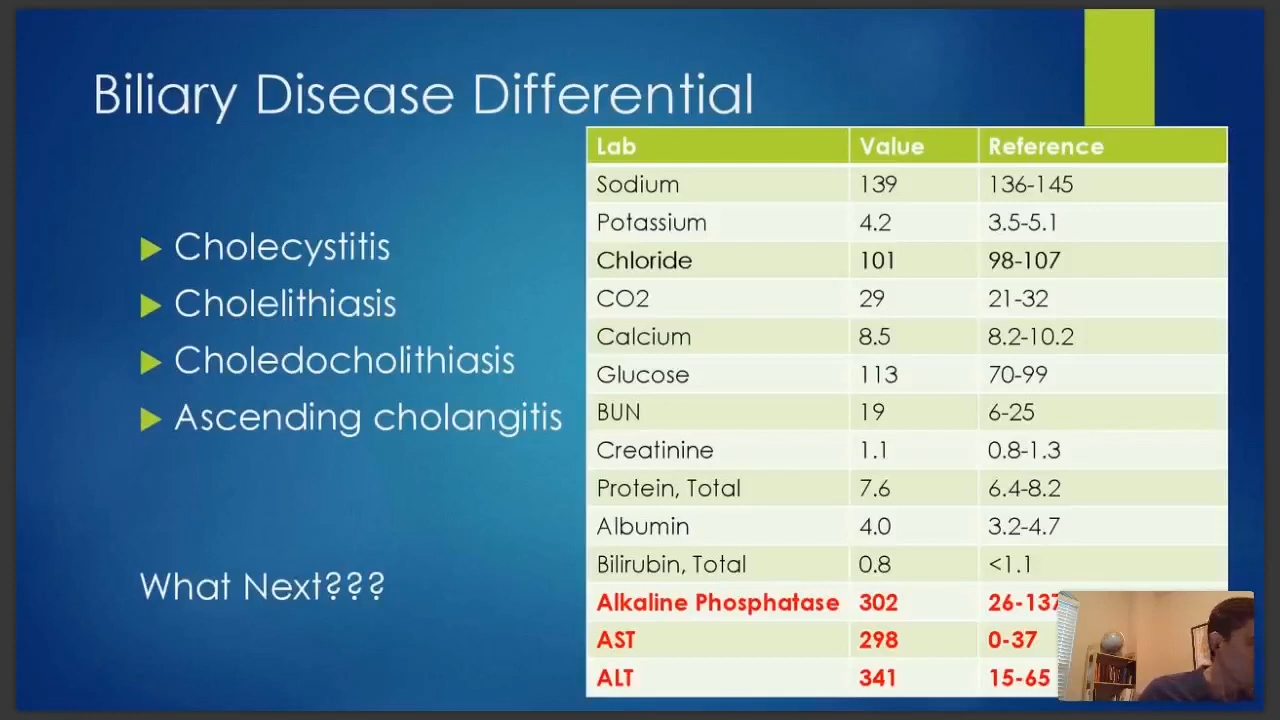 Biliary Disease Differential
Cholecystitis
Cholelithiasis
Choledocholithiasis
Ascending cholangitis
What Next???
Lab Value Reference
Sodium 139 136-145
Potassium 4.2 3.5-5.1
Chloride 101 98-107
CO2 29 21-32
Calcium 8.5 8.2-10.2
Glucose 113 70-99
BUN 19 6-25
Creatinine 1.1 0.8-1.3
Protein, Total 7.6 6.4-8.2
Albumin 4.0 3.2-4.7
Bilirubin, Total 0.8 <1.1
Alkaline Phosphatase 302 26-137
AST 298 0-37
ALT 341 15-65